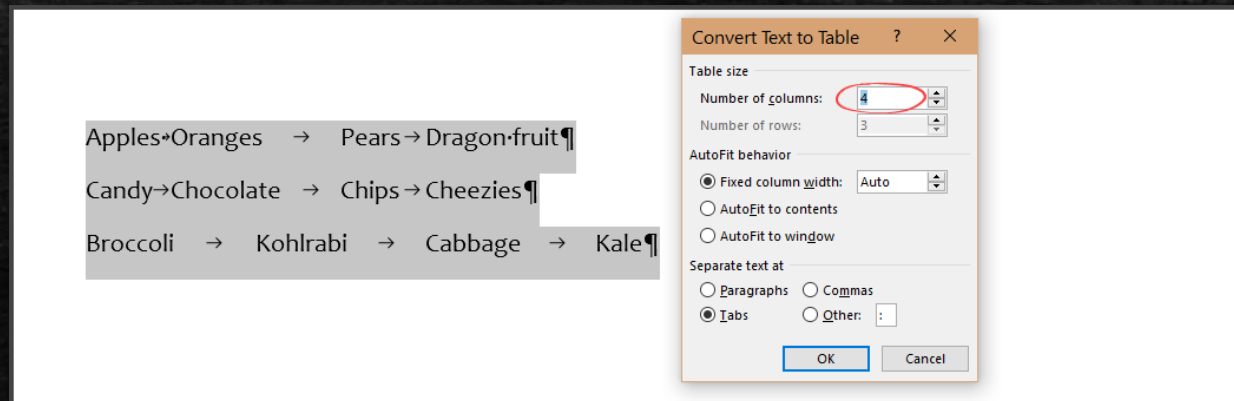 Apples→Oranges → Pears→Dragon·fruit¶
Candy→Chocolate → Chips→Cheezies¶
Broccoli → Kohlrabi → Cabbage → Kale¶
Convert Text to Table ? ×
Table size
Number of columns: 4
Number of rows: 3
AutoFit behavior
Fixed column width: Auto
AutoFit to contents
AutoFit to window
Separate text at
Paragraphs Commas
Tabs Other: :
OK Cancel